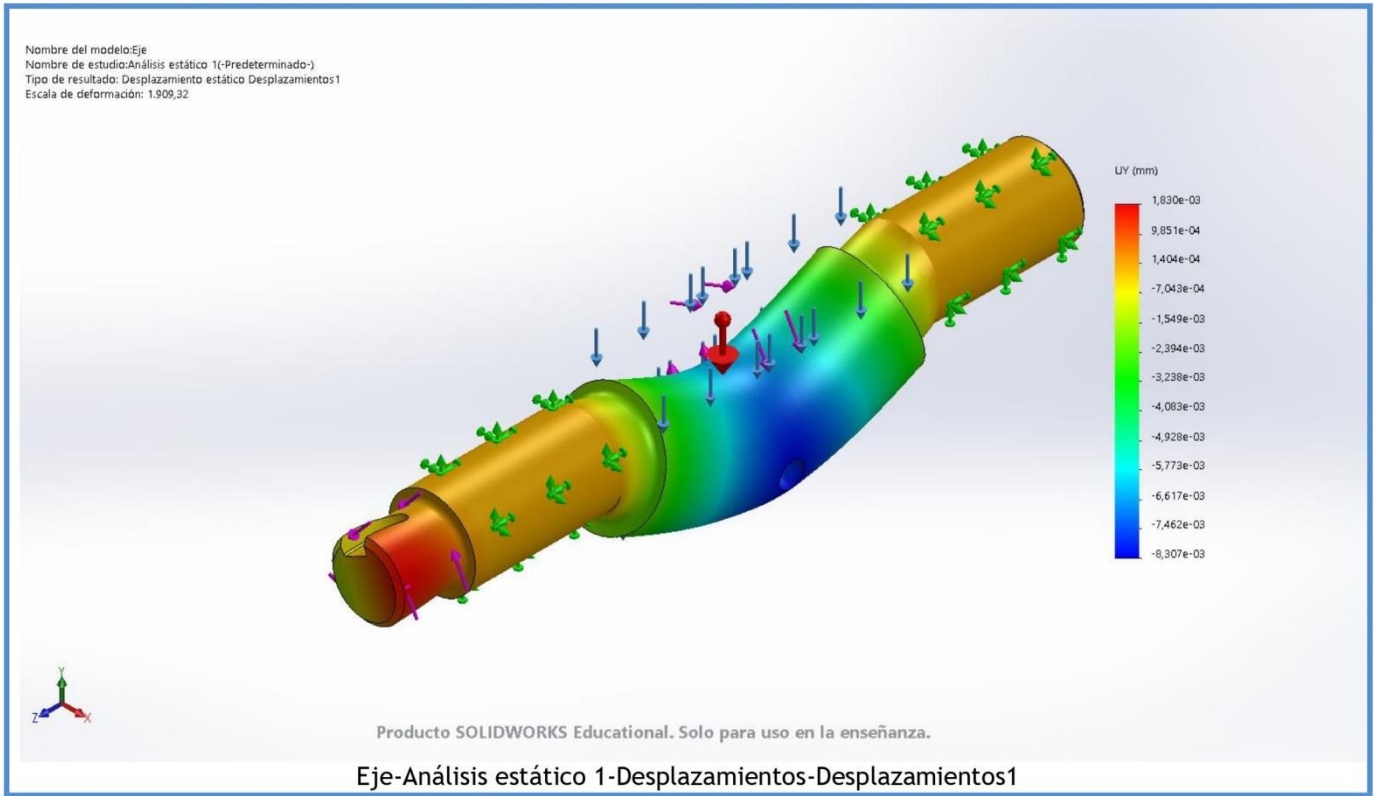 Nombre del modelo:Eje
Nombre de estudio:Análisis estático 1(-Predeterminado-)
Tipo de resultado: Desplazamiento estático Desplazamientos1
Escala de deformación: 1.909,32
UY (mm)
1,830e-03
9,851e-04
1,404e-04
-7,043e-04
-1,549e-03
-2,394e-03
-3,238e-03
-4,083e-03
-4,928e-03
-5,773e-03
-6,617e-03
-7,462e-03
-8,307e-03
Y
Z
X
Producto SOLIDWORKS Educational. Solo para uso en la enseñanza.
Eje-Análisis estático 1-Desplazamientos-Desplazamientos1